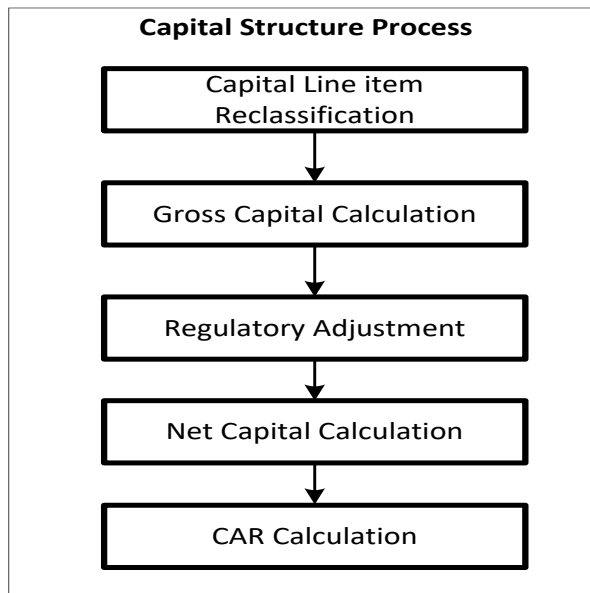 Capital Structure Process
Capital Line item
Reclassification
Gross Capital Calculation
Regulatory Adjustment
Net Capital Calculation
CAR Calculation